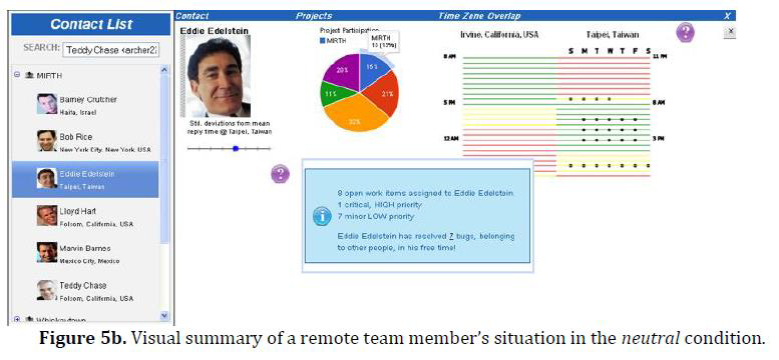 Contact List
SEARCH: Teddy Chase
MIRTH
Barney Crutcher
Haifa, Israel
Bob Rice
New York City, New York, USA
Eddie Edelstein
Taipei, Taiwan
Lloyd Hart
Folsom, California, USA
Marvin Barnes
Mexico City, Mexico
Teddy Chase
Folsom, California, USA
Contact
Projects
Time Zone Overlap
X
Eddie Edelstein
Std. deviations from mean
reply time @ Taipei, Taiwan
Project Participation
MIRTH
MIRTH
20%
21%
11%
Irvine, California, USA
Taipei, Taiwan
S M T W T F S
8 AM
11 PM
5 PM
8 AM
12 AM
3 PM
?
x
?
i
8 open work items assigned to Eddie Edelstein
1 critical, HIGH priority
7 minor LOW priority
Eddie Edelstein has received 7 bugs, belonging
to other people, in his free time!
Figure 5b. Visual summary of a remote team member's situation in the neutral condition.